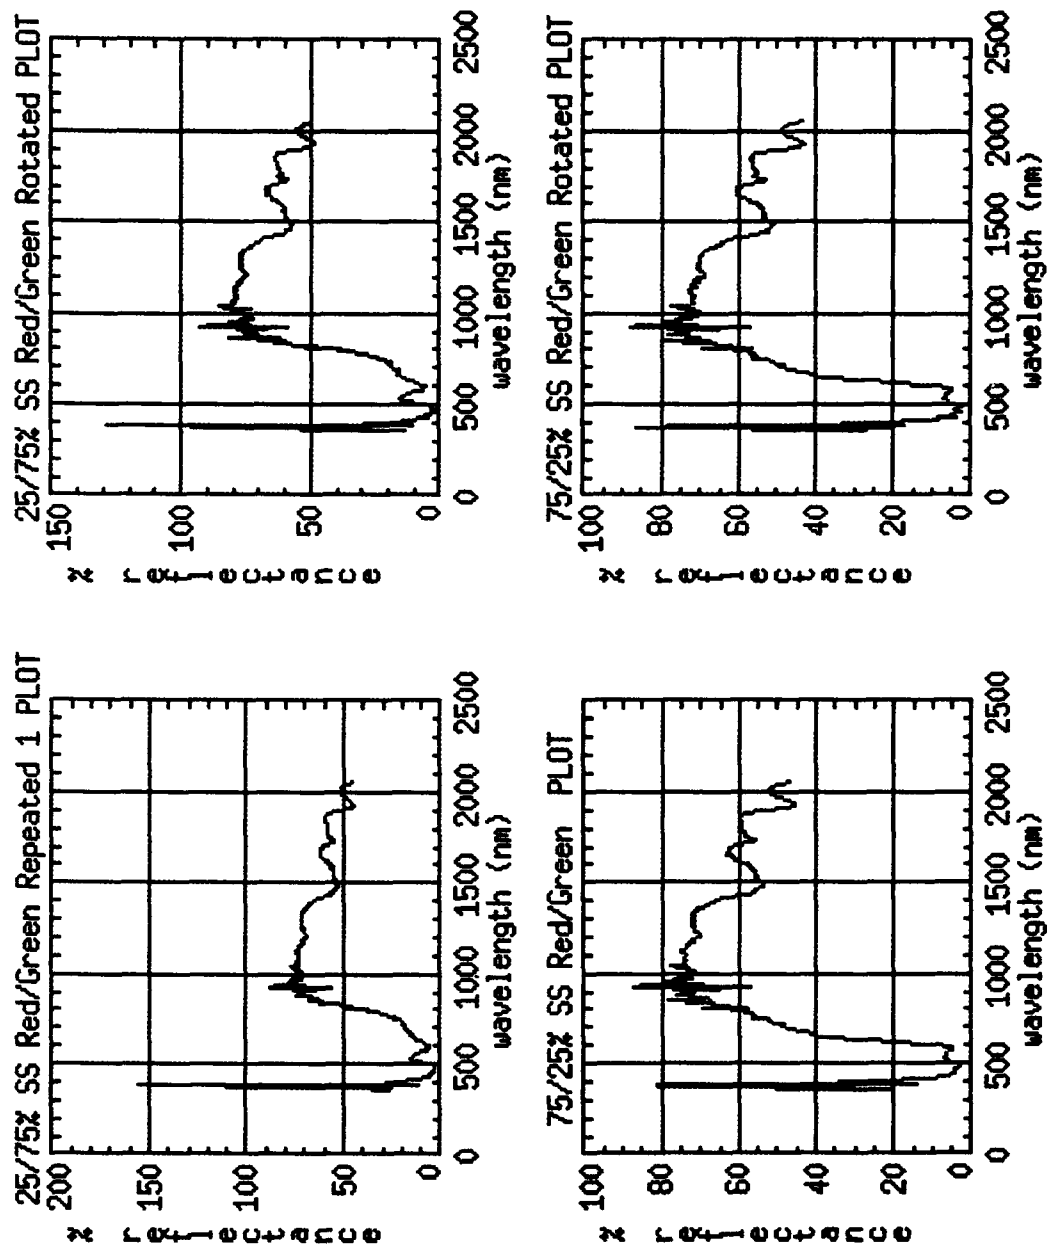 25/75% SS Red/Green Repeated 1 PLOT
% reflectance
200
150
100
50
0
0 500 1000 1500 2000 2500
wavelength (nm)
25/75% SS Red/Green Rotated PLOT
% reflectance
150
100
50
0
0 500 1000 1500 2000 2500
wavelength (nm)
75/25% SS Red/Green PLOT
% reflectance
100
80
60
40
20
0
0 500 1000 1500 2000 2500
wavelength (nm)
75/25% SS Red/Green Rotated PLOT
% reflectance
100
80
60
40
20
0
0 500 1000 1500 2000 2500
wavelength (nm)